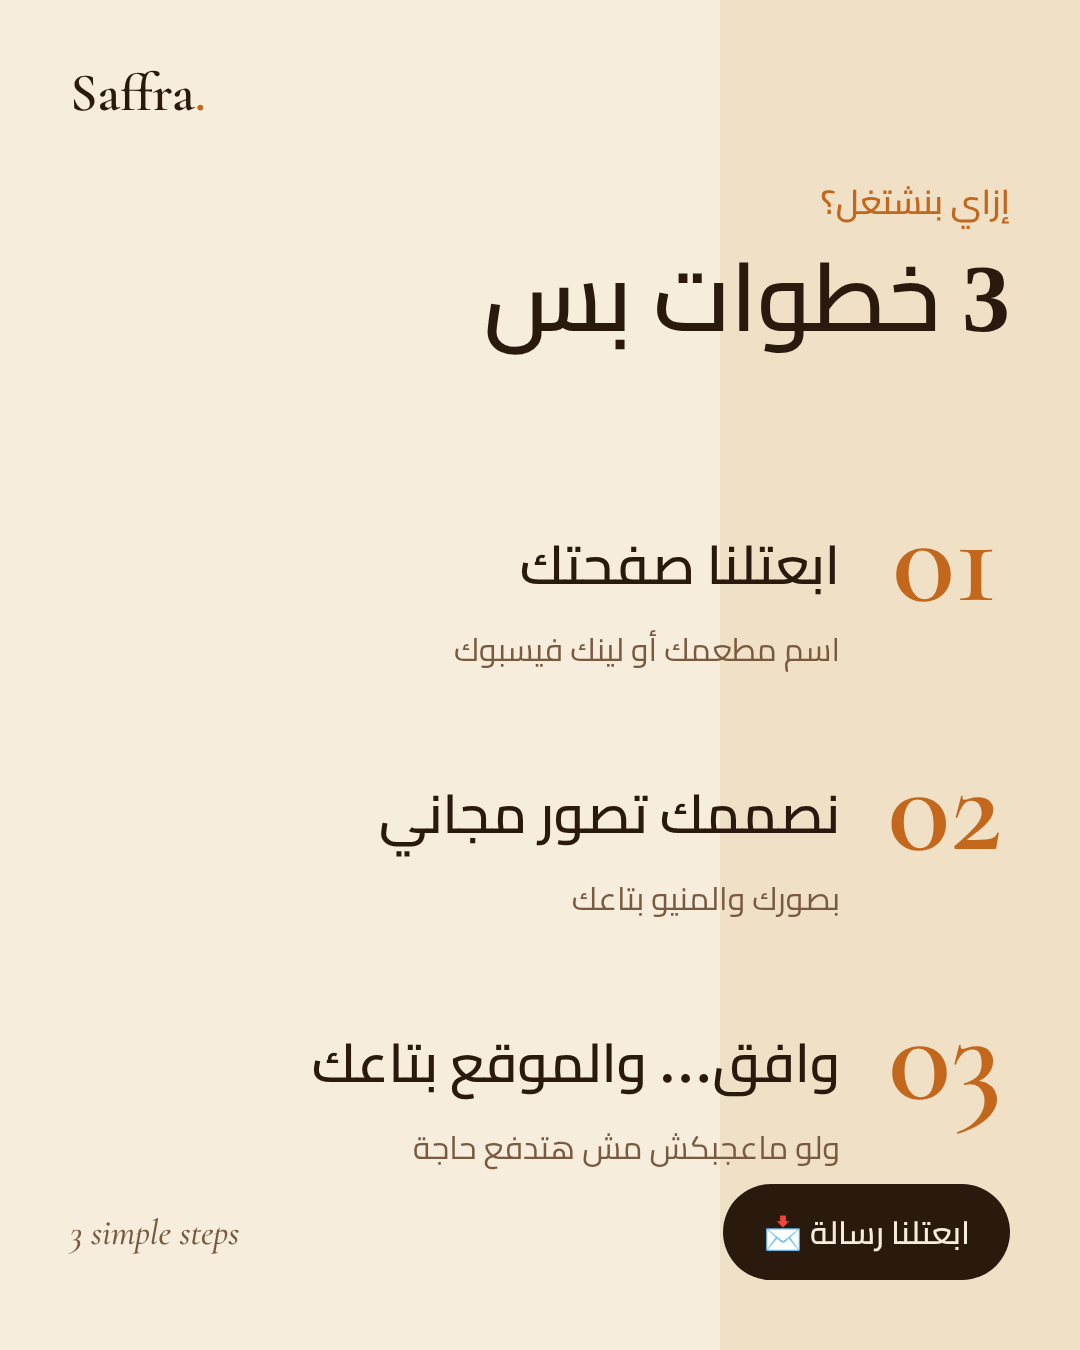 Saffra.
إزاي بنشتغل؟
3 خطوات بس
01
ابعتلنا صفحتك
اسم مطعمك أو لينك فيسبوك
02
نصممك تصور مجاني
بصورك والمنيو بتاعك
03
وافق... والموقع بتاعك
ولو ماعجبكش مش هتدفع حاجة
ابعتلنا رسالة 📩
3 simple steps